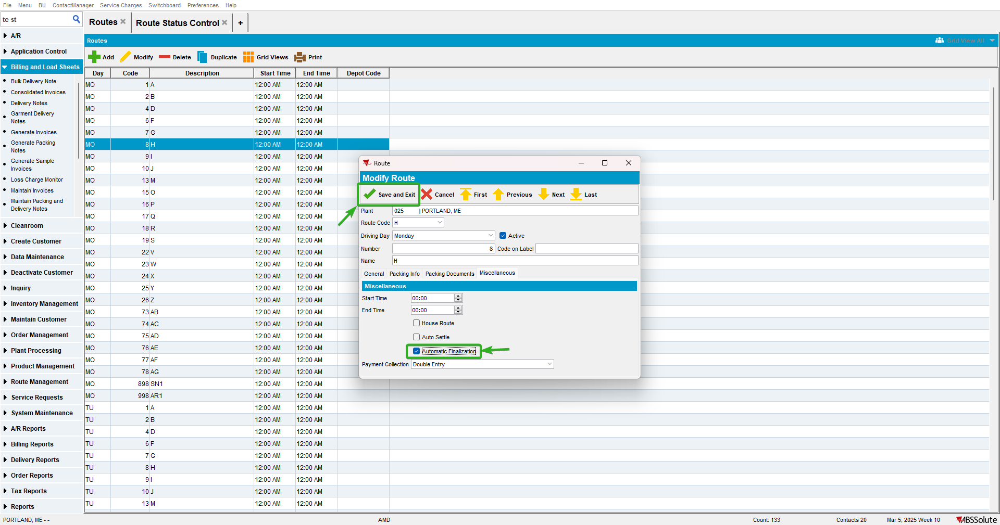 File Menu BU ContactManager Service Charges Switchboard Preferences Help
te st
Routes Route Status Control +
A/R
Application Control
Billing and Load Sheets
Bulk Delivery Note
Consolidated Invoices
Delivery Notes
Garment Delivery
Notes
Generate Invoices
Generate Packing
Notes
Generate Sample
Invoices
Loss Charge Monitor
Maintain Invoices
Maintain Packing and
Delivery Notes
Cleanroom
Create Customer
Data Maintenance
Deactivate Customer
Inquiry
Inventory Management
Maintain Customer
Order Management
Plant Processing
Product Management
Route Management
Service Requests
System Maintenance
A/R Reports
Billing Reports
Delivery Reports
Order Reports
Tax Reports
Reports
Routes Grid View All
Add Modify Delete Duplicate Grid Views Print
Day Code Description Start Time End Time Depot Code
MO 1 A 12:00 AM 12:00 AM
MO 2 B 12:00 AM 12:00 AM
MO 4 D 12:00 AM 12:00 AM
MO 6 F 12:00 AM 12:00 AM
MO 7 G 12:00 AM 12:00 AM
MO 8 H 12:00 AM 12:00 AM
MO 9 I 12:00 AM 12:00 AM
MO 10 J 12:00 AM 12:00 AM
MO 13 M 12:00 AM 12:00 AM
MO 15 O 12:00 AM 12:00 AM
MO 16 P 12:00 AM 12:00 AM
MO 17 Q 12:00 AM 12:00 AM
MO 18 R 12:00 AM 12:00 AM
MO 19 S 12:00 AM 12:00 AM
MO 22 V 12:00 AM 12:00 AM
MO 23 W 12:00 AM 12:00 AM
MO 24 X 12:00 AM 12:00 AM
MO 25 Y 12:00 AM 12:00 AM
MO 26 Z 12:00 AM 12:00 AM
MO 73 AB 12:00 AM 12:00 AM
MO 74 AC 12:00 AM 12:00 AM
MO 75 AD 12:00 AM 12:00 AM
MO 76 AE 12:00 AM 12:00 AM
MO 77 AF 12:00 AM 12:00 AM
MO 78 AG 12:00 AM 12:00 AM
MO 898 SN1 12:00 AM 12:00 AM
MO 998 AR1 12:00 AM 12:00 AM
TU 1 A 12:00 AM 12:00 AM
TU 2 B 12:00 AM 12:00 AM
TU 4 D 12:00 AM 12:00 AM
TU 6 F 12:00 AM 12:00 AM
TU 7 G 12:00 AM 12:00 AM
TU 8 H 12:00 AM 12:00 AM
TU 9 I 12:00 AM 12:00 AM
TU 10 J 12:00 AM 12:00 AM
TU 13 M 12:00 AM 12:00 AM
Route
Modify Route
Save and Exit Cancel First Previous Next Last
Plant 025 | PORTLAND, ME
Route Code H
Driving Day Monday Active
Number 8 Code on Label
Name H
General Packing Info Packing Documents Miscellaneous
Miscellaneous
Start Time 00:00
End Time 00:00
House Route
Auto Settle
Automatic Finalization
Payment Collection Double Entry
PORTLAND, ME - - AMD Count: 133 Contacts 20 Mar 5, 2025 Week 10 ABSSolute